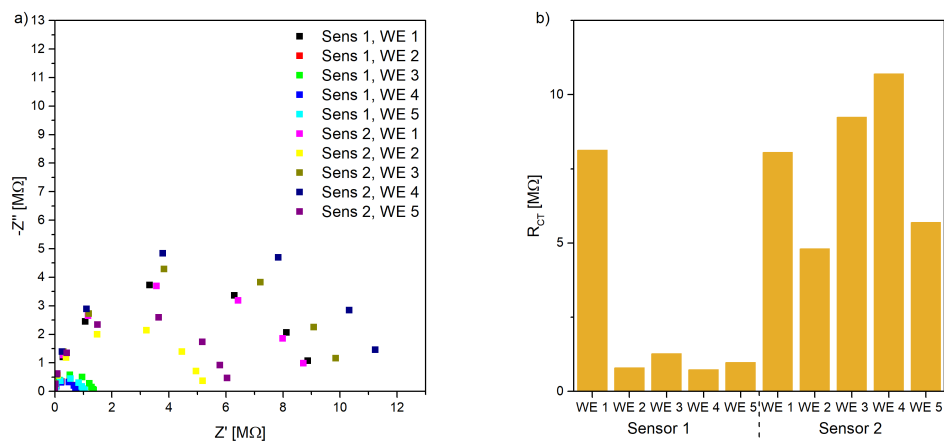 a)
13
12
11
10
9
8
7
6
5
4
3
2
1
0
-Z" [MΩ]
0 2 4 6 8 10 12
Z' [MΩ]
Sens 1, WE 1
Sens 1, WE 2
Sens 1, WE 3
Sens 1, WE 4
Sens 1, WE 5
Sens 2, WE 1
Sens 2, WE 2
Sens 2, WE 3
Sens 2, WE 4
Sens 2, WE 5
b)
10
5
0
R_CT [MΩ]
WE 1 WE 2 WE 3 WE 4 WE 5 WE 1 WE 2 WE 3 WE 4 WE 5
Sensor 1 Sensor 2